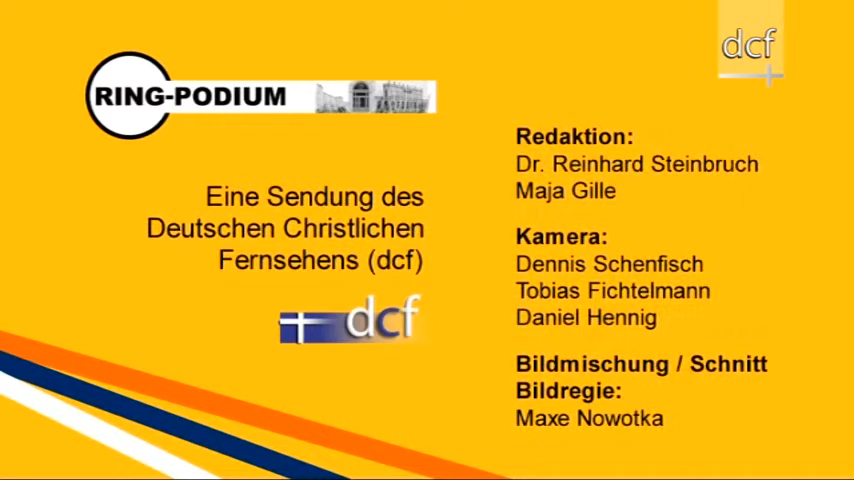 dcf
RING-PODIUM
Eine Sendung des
Deutschen Christlichen
Fernsehens (dcf)
dcf
Redaktion:
Dr. Reinhard Steinbruch
Maja Gille
Kamera:
Dennis Schenfisch
Tobias Fichtelmann
Daniel Hennig
Bildmischung / Schnitt
Bildregie:
Maxe Nowotka